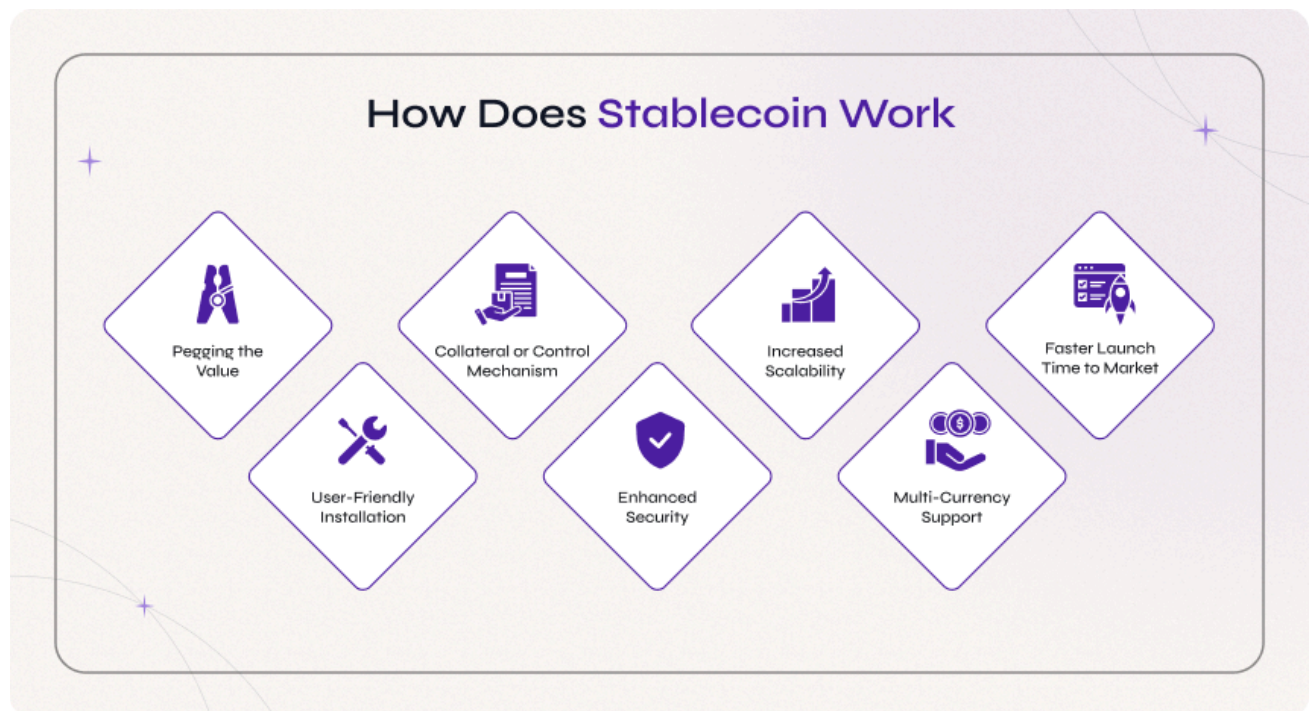 How Does Stablecoin Work
Pegging the
Value
Collateral or Control
Mechanism
Increased
Scalability
Faster Launch
Time to Market
User-Friendly
Installation
Enhanced
Security
$
Multi-Currency
Support